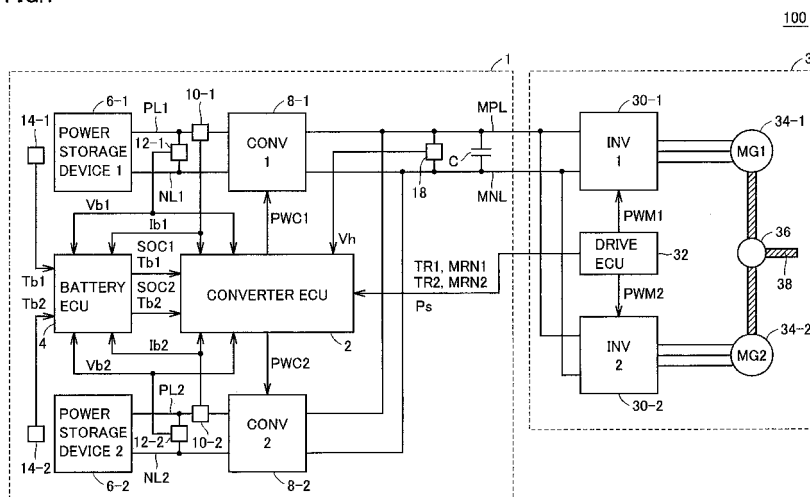 100
1
3
6-1
10-1
8-1
30-1
34-1
PL1
MPL
14-1
12-1
POWER
STORAGE
DEVICE 1
CONV
1
INV
1
MG1
C
18
NL1
MNL
Vb1
Ib1
PWC1
Vh
PWM1
36
SOC1
Tb1
SOC2
Tb2
Tb1
Tb2
BATTERY
ECU
CONVERTER ECU
TR1, MRN1
TR2, MRN2
Ps
DRIVE
ECU
32
38
4
2
PWM2
Vb2
Ib2
PWC2
34-2
PL2
INV
2
MG2
POWER
STORAGE
DEVICE 2
12-2
10-2
CONV
2
30-2
14-2
NL2
6-2
8-2